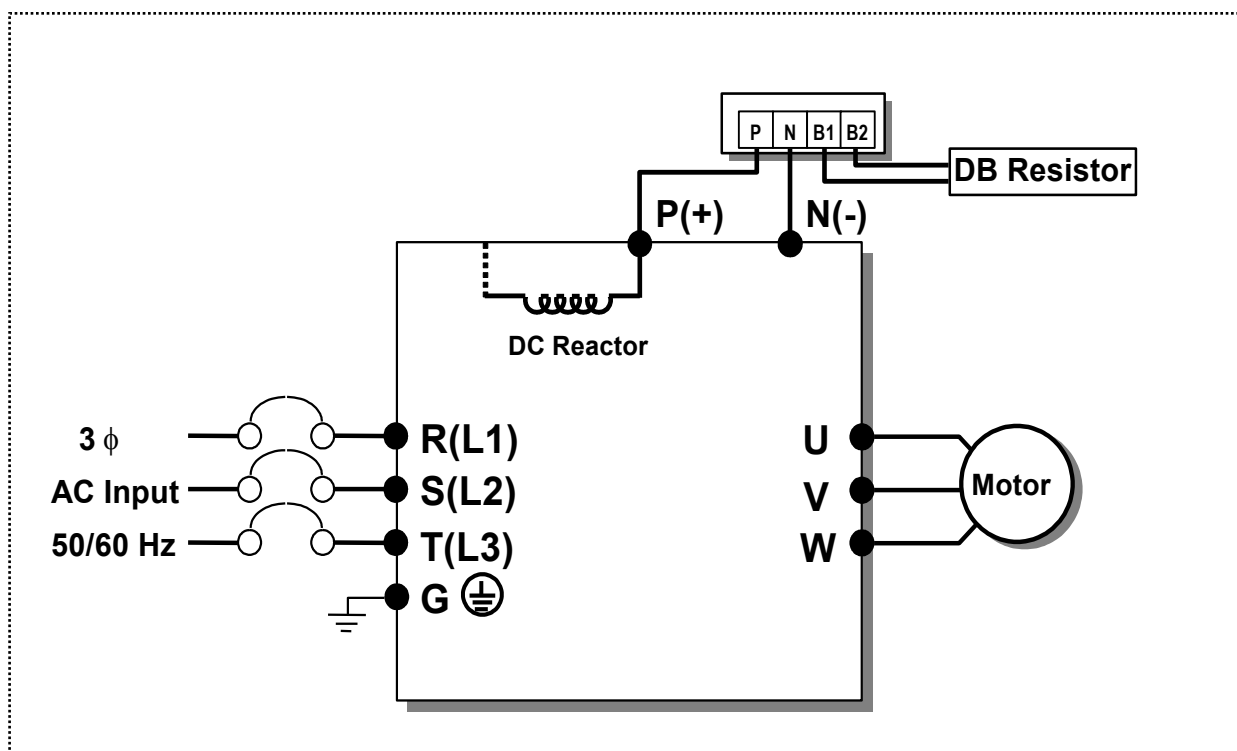 P N B1 B2
DB Resistor
P(+) N(-)
DC Reactor
3 ϕ
R(L1)
U
AC Input
S(L2)
V
Motor
50/60 Hz
T(L3)
W
G